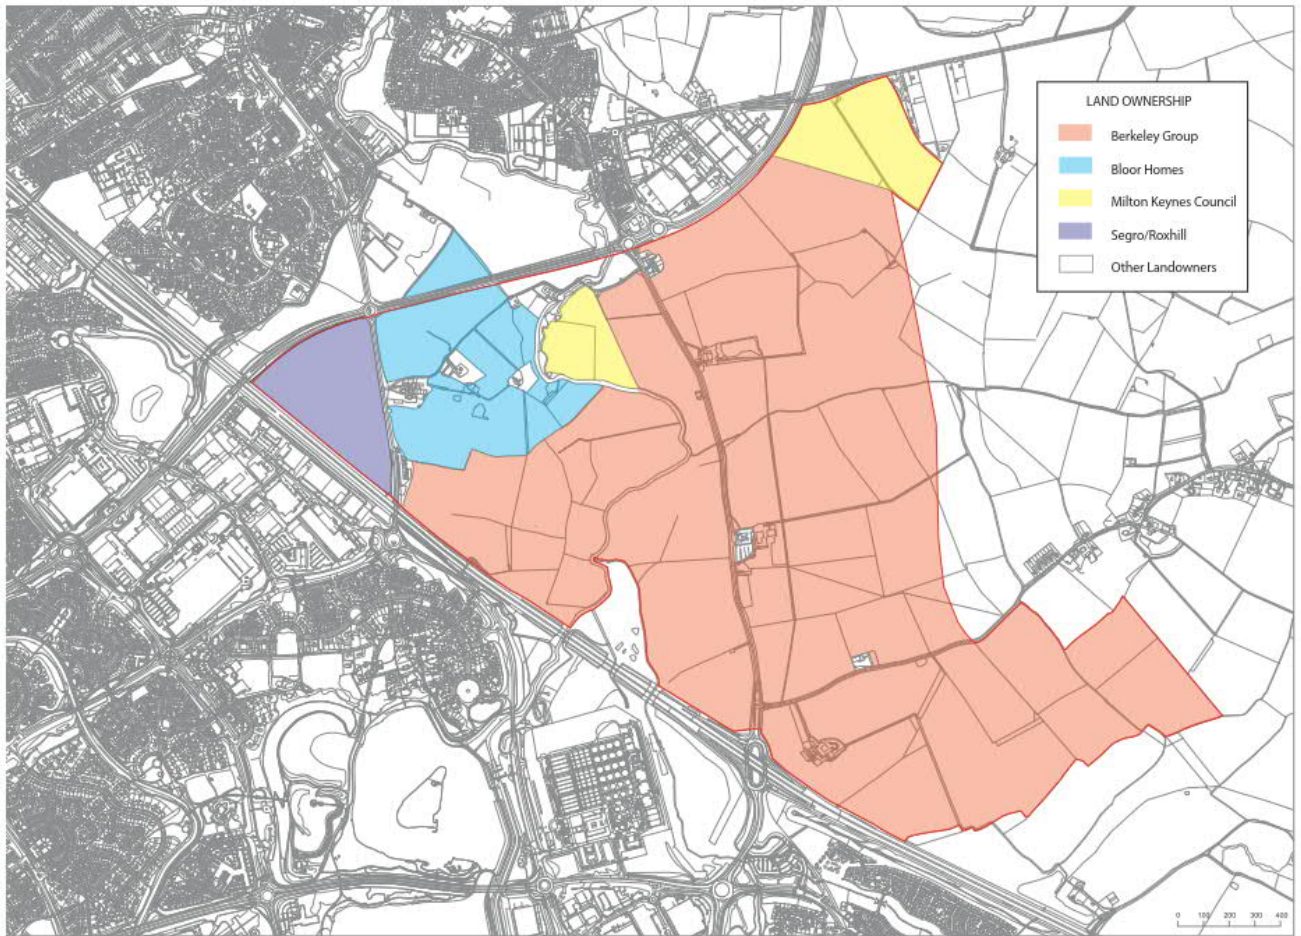 LAND OWNERSHIP
Berkeley Group
Bloor Homes
Milton Keynes Council
Segro/Roxhill
Other Landowners
0 100 200 300 400